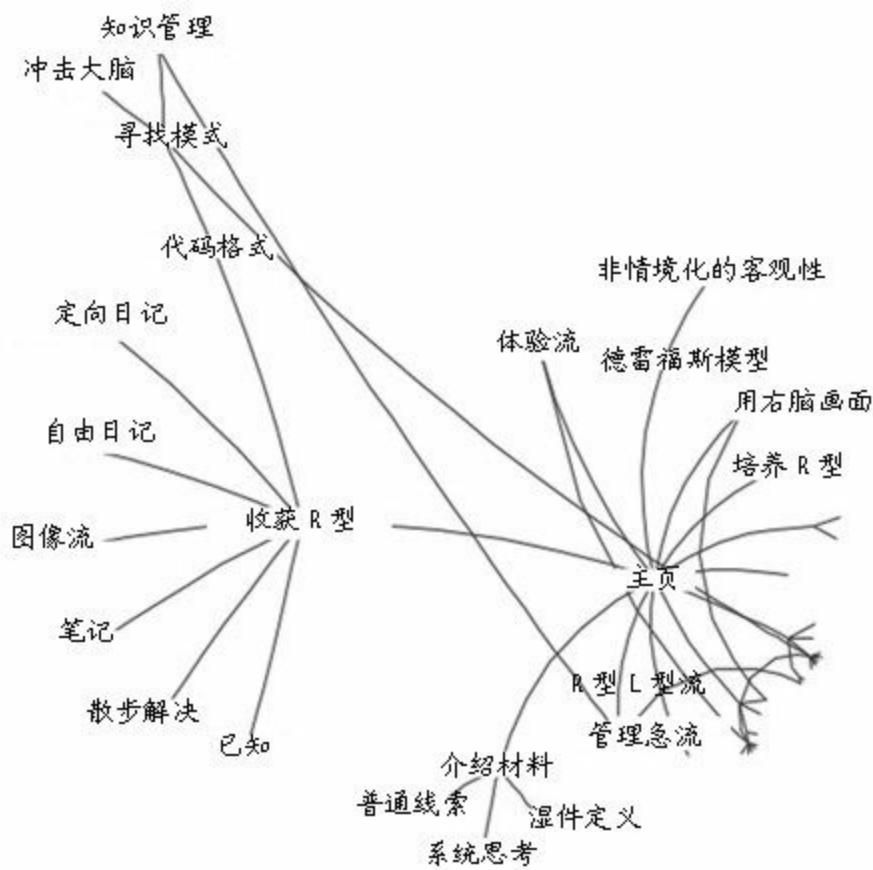 知识管理
冲击大脑
寻找模式
代码格式
非情境化的客观性
定向日记
体验流
德雷福斯模型
用右脑画面
自由日记
培养 R 型
收获 R 型
图像流
主页
笔记
R 型 L 型流
散步解决
管理急流
已知
介绍材料
普通线索
湿件定义
系统思考